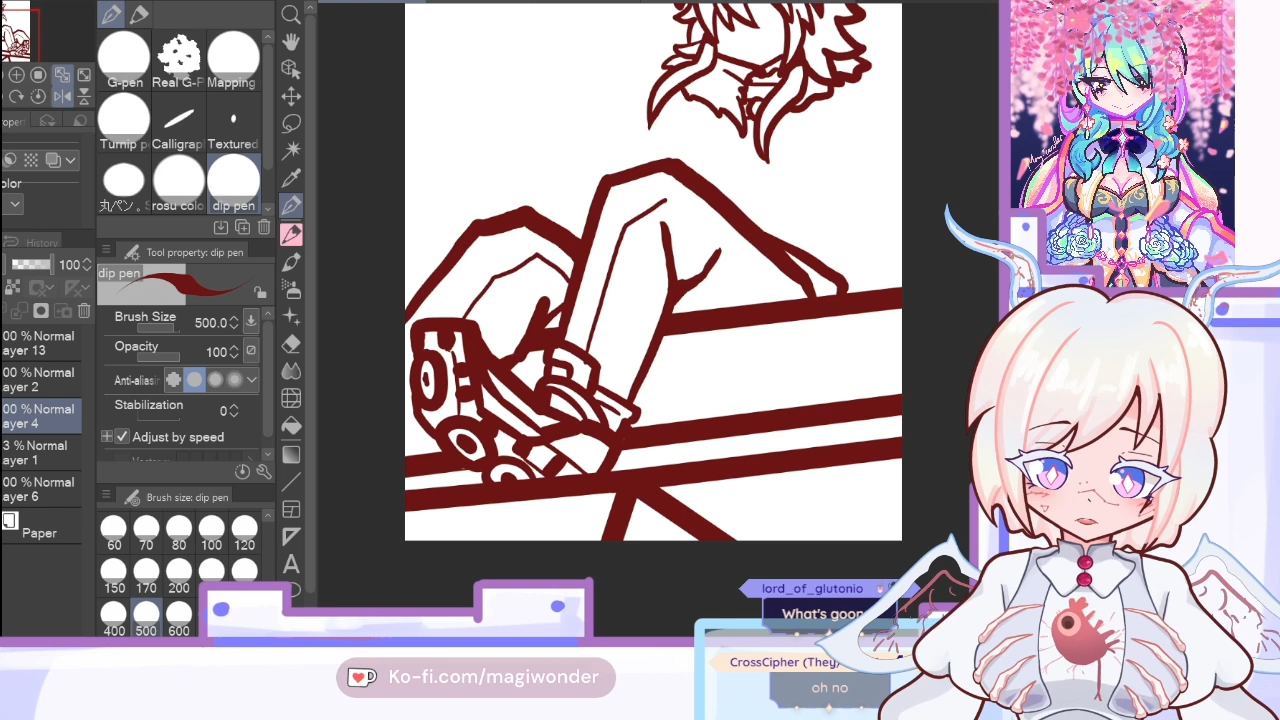 G-pen
Real G-P
Mapping
Turnip p
Calligrap
Textured
丸ペン。S
rosu colo
dip pen
oper
olor
History
100
Tool property: dip pen
dip pen
Brush Size
500.0
Opacity
100
Anti-aliasin
Stabilization
0
Adjust by speed
00 % Normal
ayer 13
00 % Normal
ayer 2
00 % Normal
ayer 4
3 % Normal
ayer 1
00 % Normal
ayer 6
Paper
Brush size: dip pen
60 70 80 100 120
150 170 200
400 500 600
A
Ko-fi.com/magiwonder
lord_of_glutonio
What's goon
CrossCipher (They/
oh no